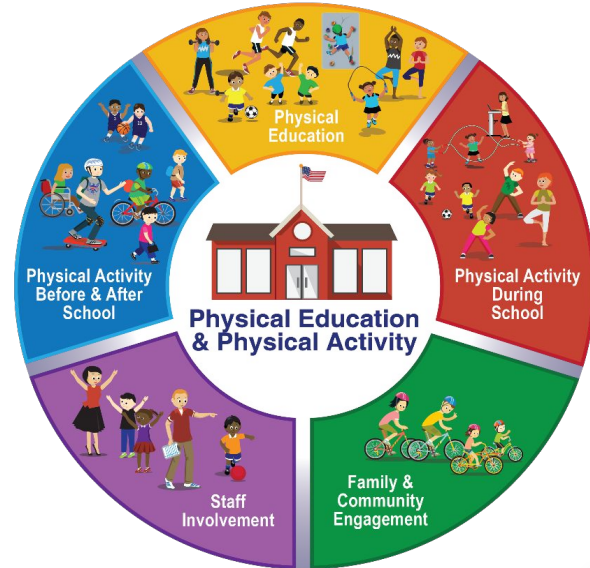 Physical
Education
Physical Activity
Before & After
School
Physical Activity
During
School
Physical Education
& Physical Activity
Staff
Involvement
Family &
Community
Engagement